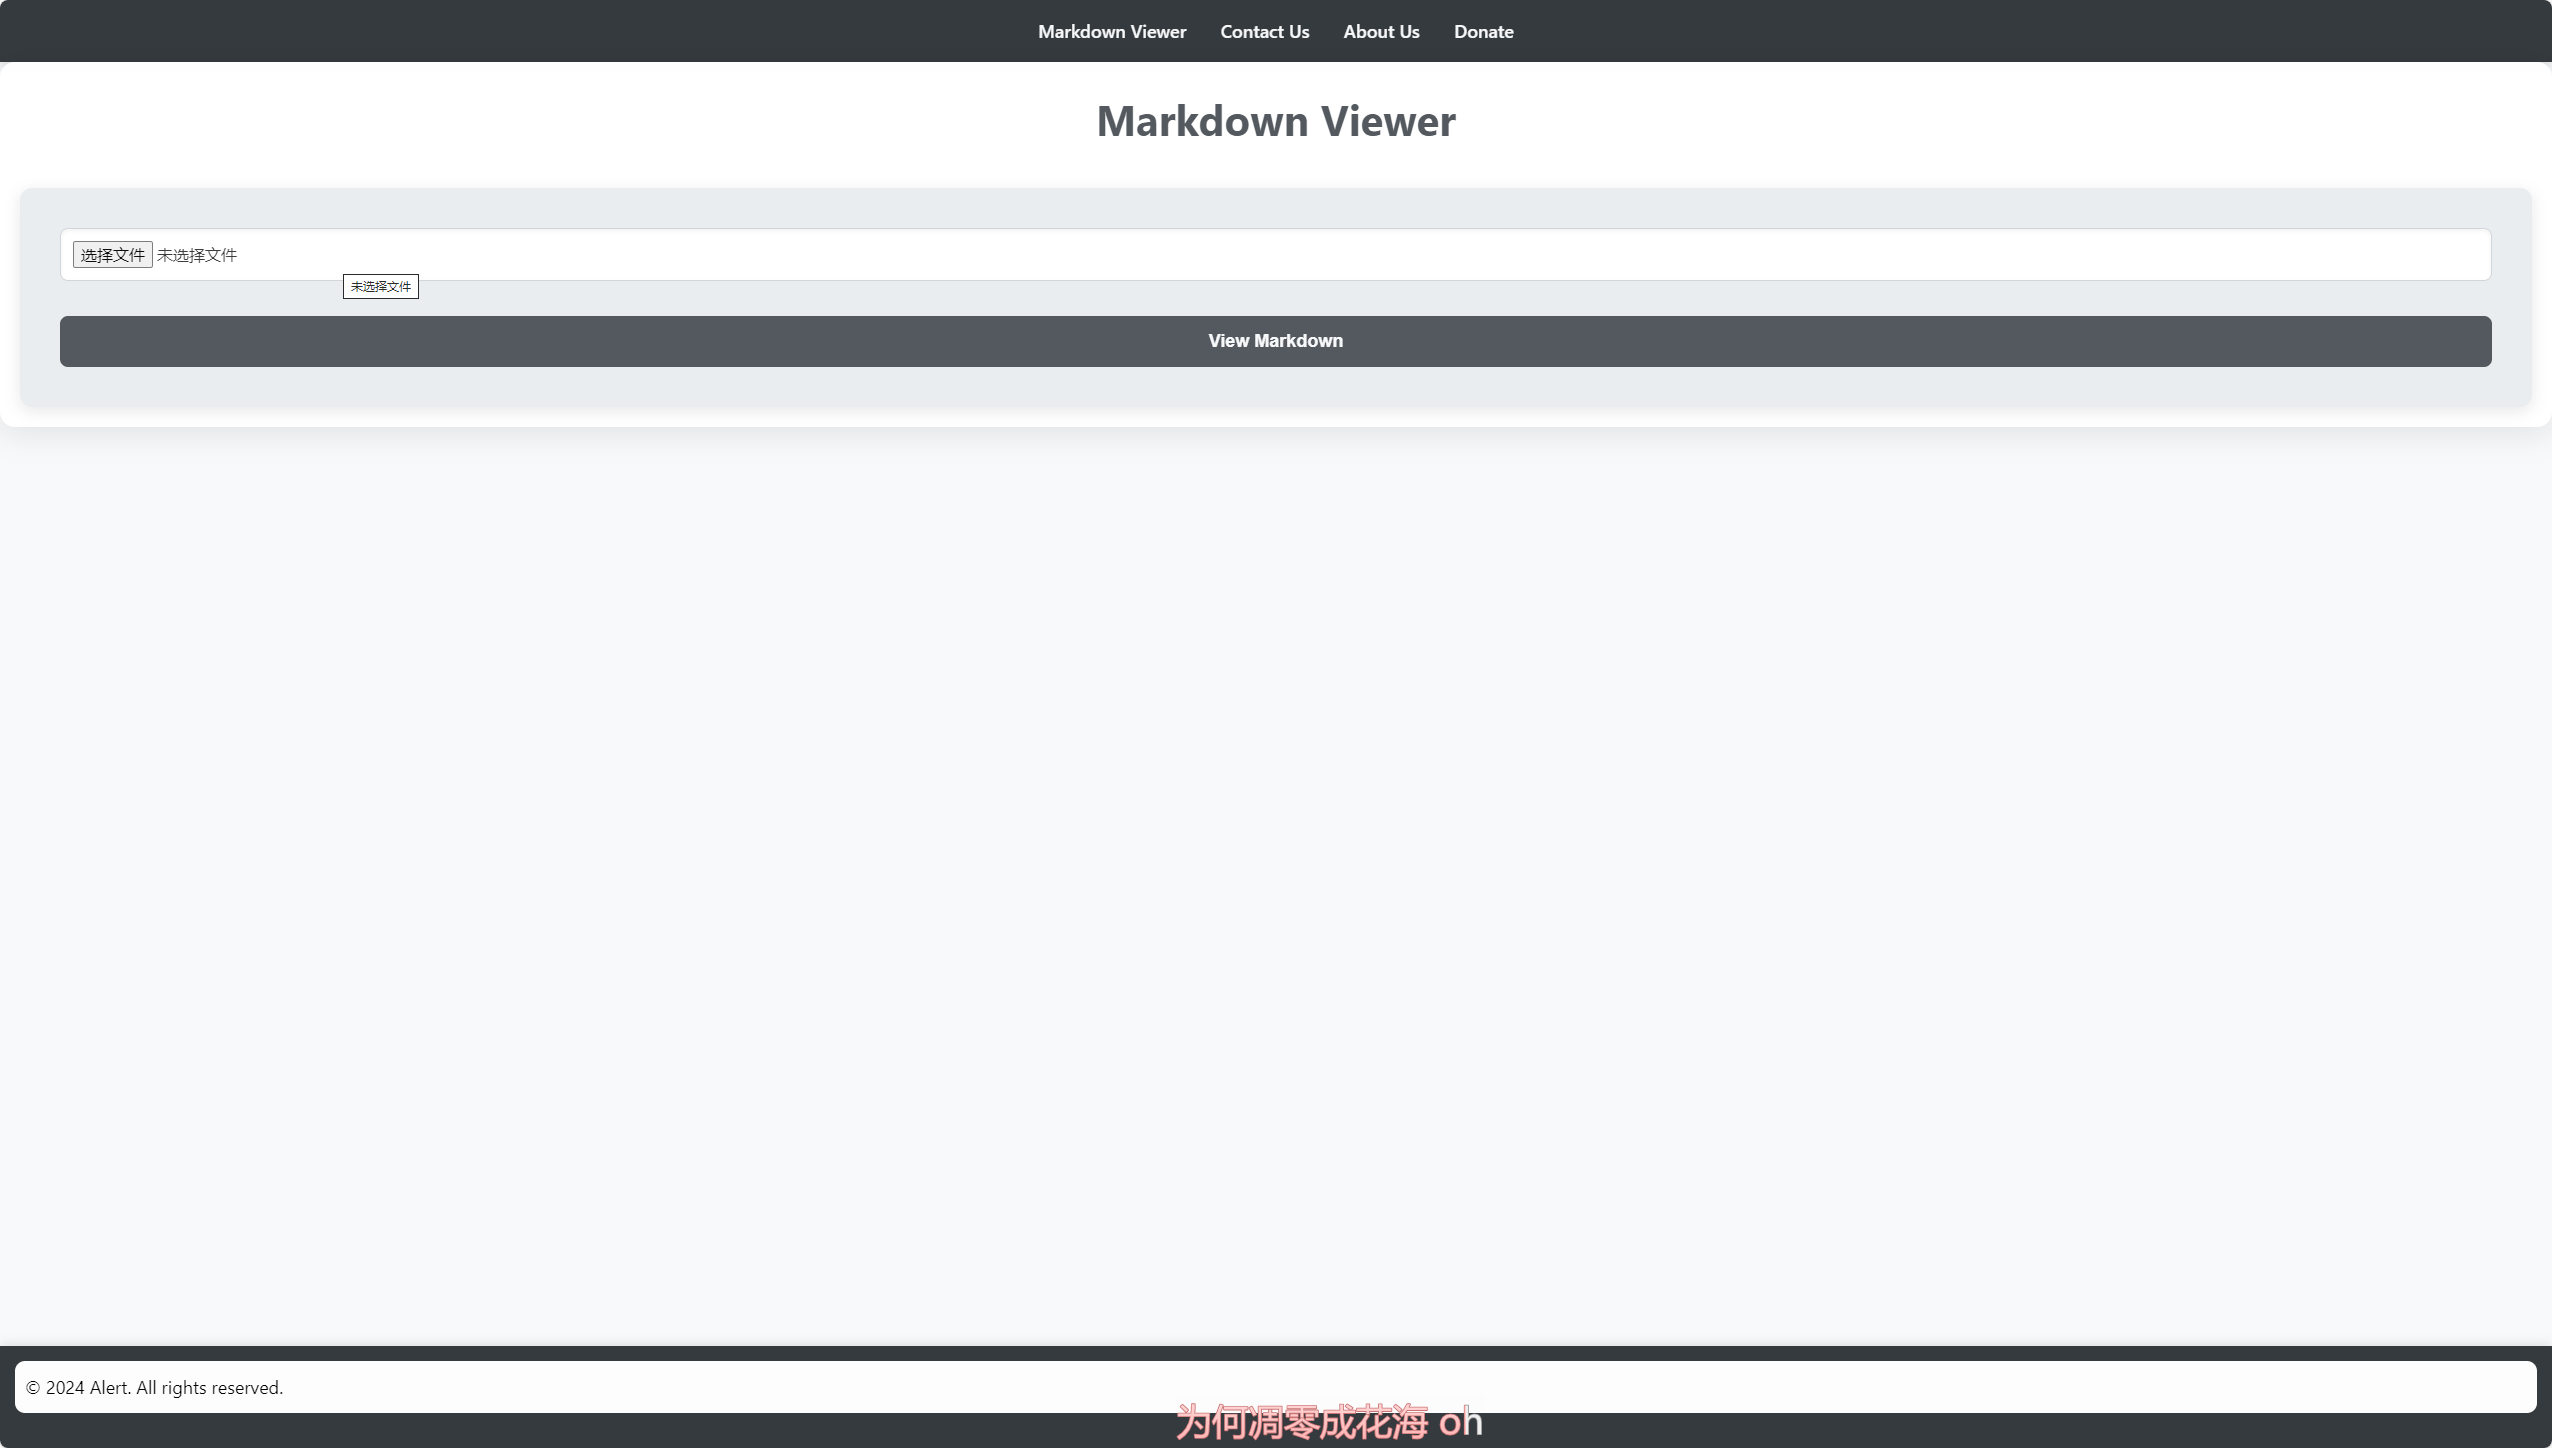 Markdown Viewer Contact Us About Us Donate
Markdown Viewer
选择文件 未选择文件
未选择文件
View Markdown
© 2024 Alert. All rights reserved.
为何凋零成花海 oh